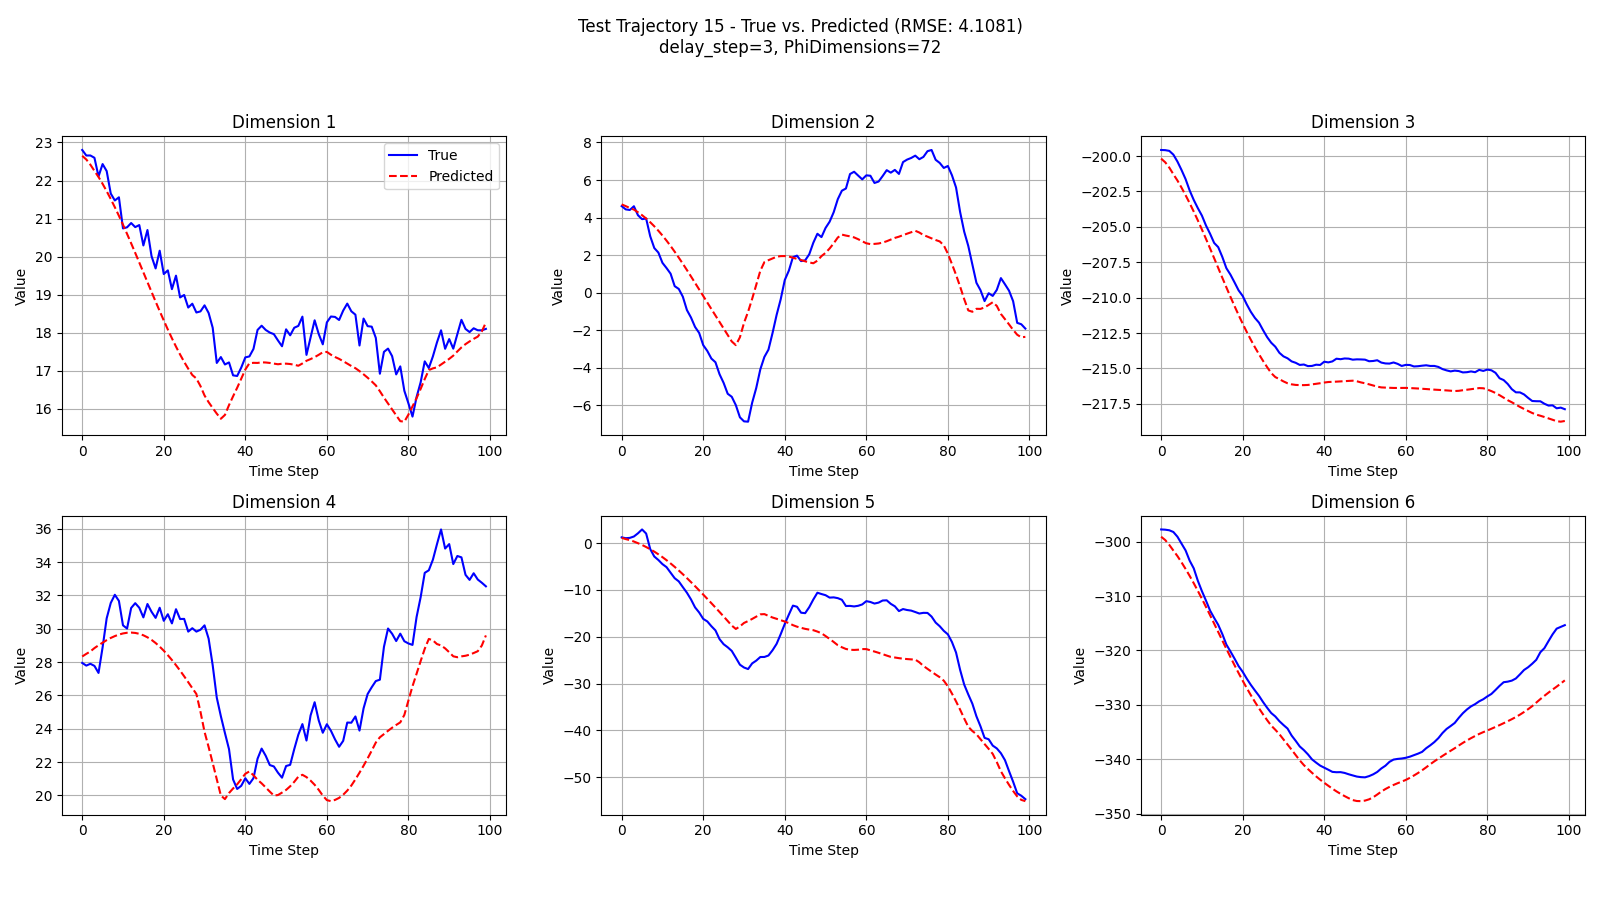 Test Trajectory 15 - True vs. Predicted (RMSE: 4.1081)
delay_step=3, PhiDimensions=72
Dimension 1
Value
23
22
21
20
19
18
17
16
True
Predicted
0 20 40 60 80 100
Time Step
Dimension 2
Value
8
6
4
2
0
−2
−4
−6
0 20 40 60 80 100
Time Step
Dimension 3
Value
−200.0
−202.5
−205.0
−207.5
−210.0
−212.5
−215.0
−217.5
0 20 40 60 80 100
Time Step
Dimension 4
Value
36
34
32
30
28
26
24
22
20
0 20 40 60 80 100
Time Step
Dimension 5
Value
0
−10
−20
−30
−40
−50
0 20 40 60 80 100
Time Step
Dimension 6
Value
−300
−310
−320
−330
−340
−350
0 20 40 60 80 100
Time Step